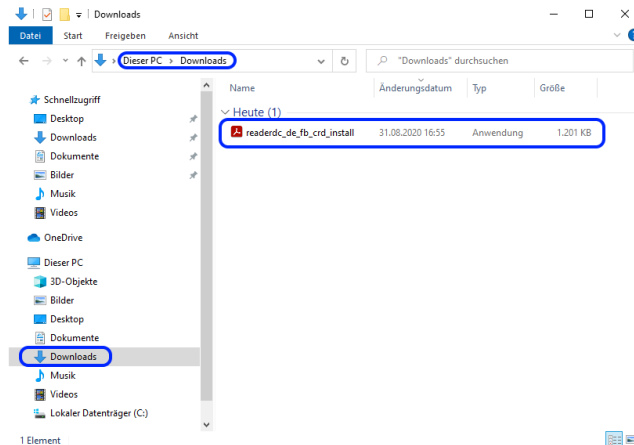 Downloads
Datei Start Freigeben Ansicht
Dieser PC Downloads "Downloads" durchsuchen
Name Änderungsdatum Typ Größe
Heute (1)
readerdc_de_fb_crd_install 31.08.2020 16:55 Anwendung 1.201 KB
Schnellzugriff
Desktop
Downloads
Dokumente
Bilder
Musik
Videos
OneDrive
Dieser PC
3D-Objekte
Bilder
Desktop
Dokumente
Downloads
Musik
Videos
Lokaler Datenträger (C:)
1 Element